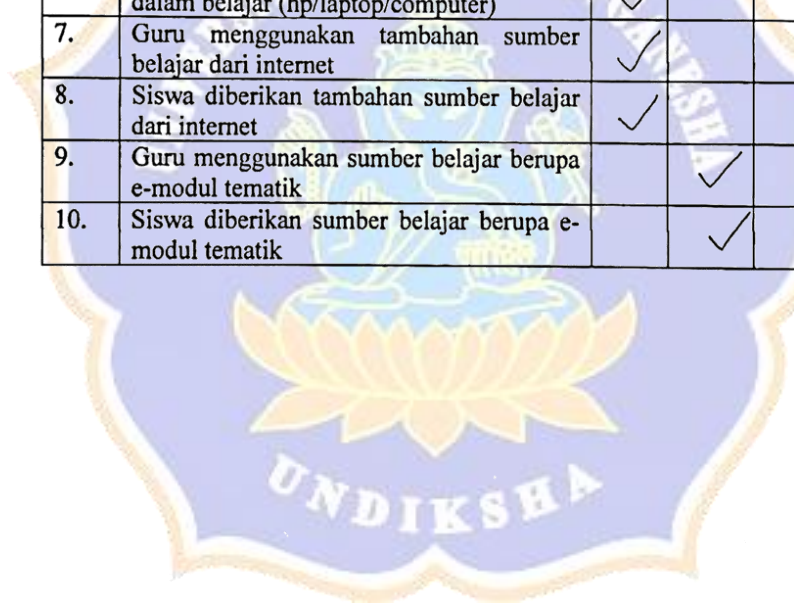 dalam belajar (hp/laptop/computer)
7. Guru menggunakan tambahan sumber
belajar dari internet
8. Siswa diberikan tambahan sumber belajar
dari internet
9. Guru menggunakan sumber belajar berupa
e-modul tematik
10. Siswa diberikan sumber belajar berupa e-
modul tematik
UNDIKSHA